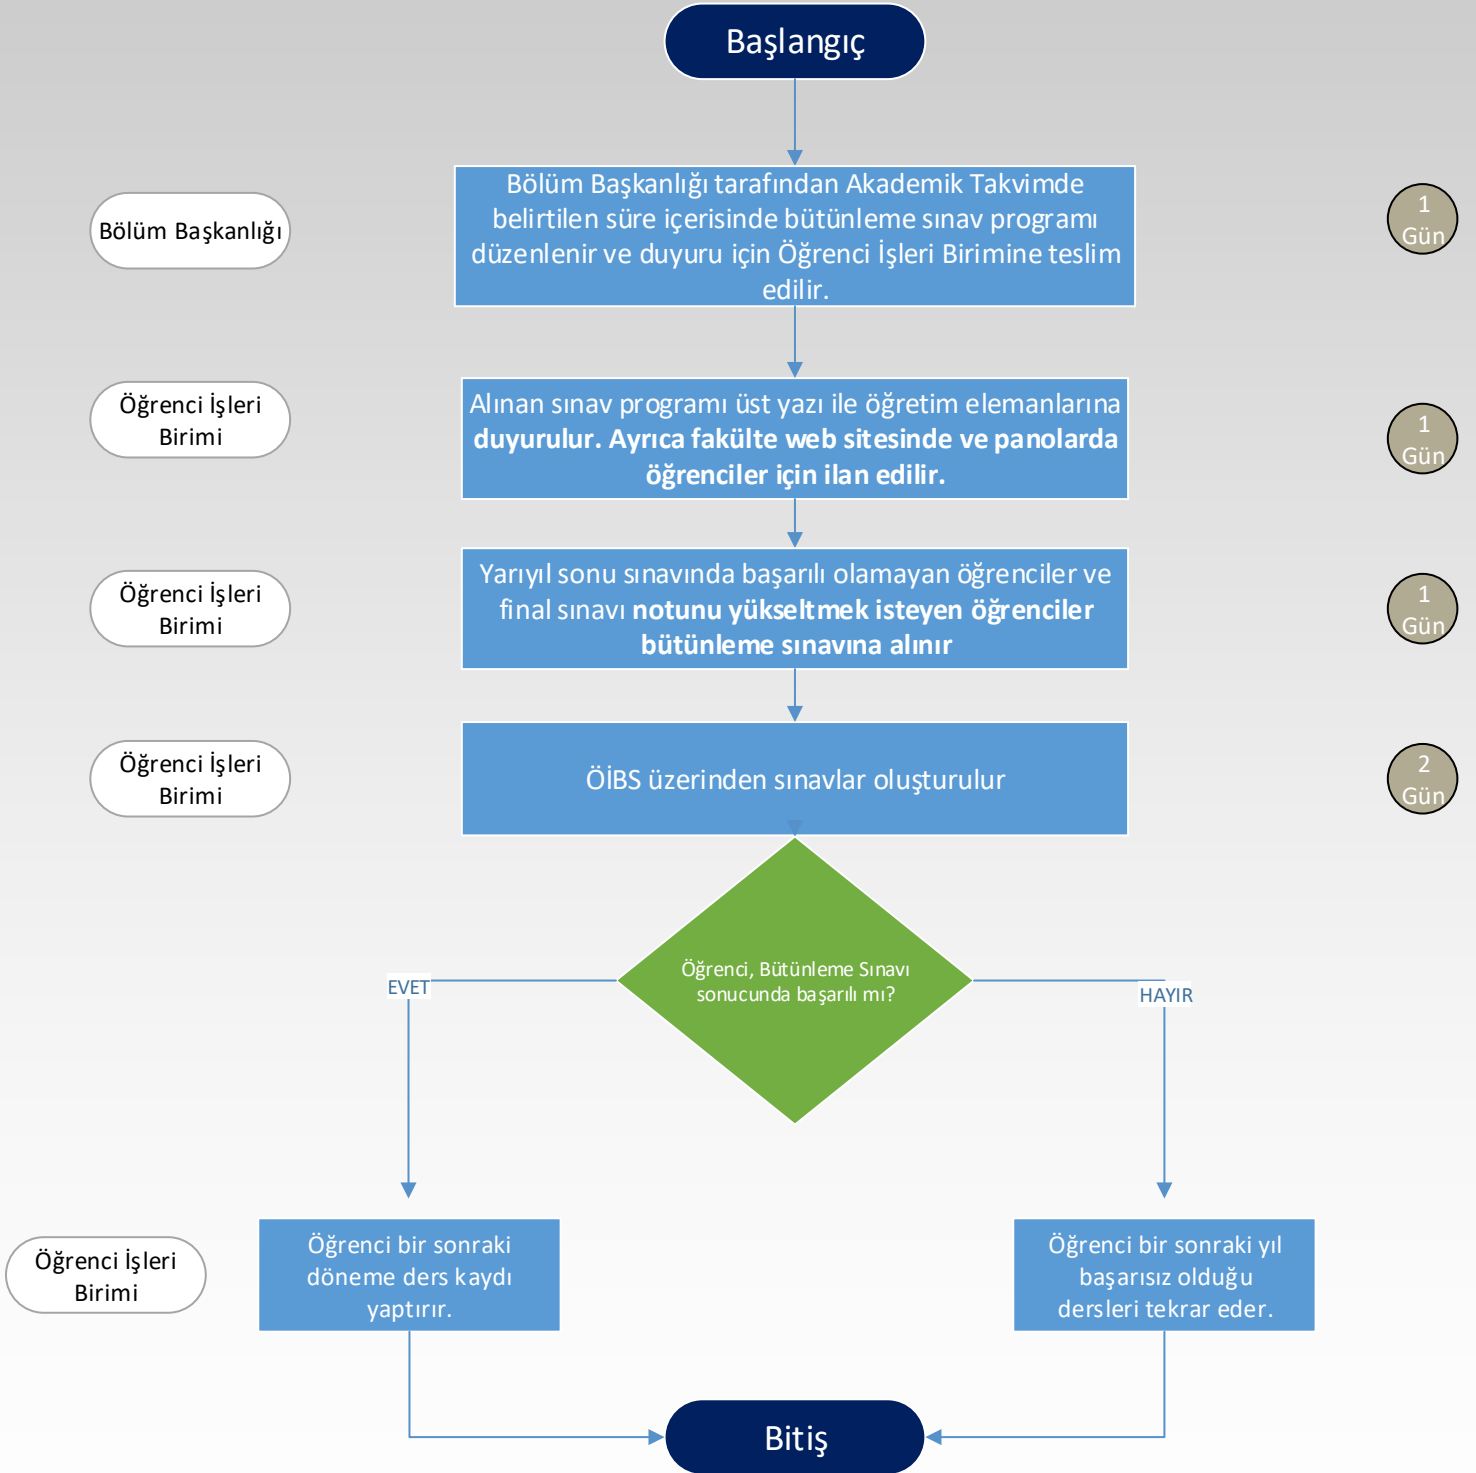 Başlangıç
Bölüm Başkanlığı
Bölüm Başkanlığı tarafından Akademik Takvimde
belirtilen süre içerisinde bütünleme sınav programı
düzenlenir ve duyuru için Öğrenci İşleri Birimine teslim
edilir.
1
Gün
Öğrenci İşleri
Birimi
Alınan sınav programı üst yazı ile öğretim elemanlarına
duyurulur. Ayrıca fakülte web sitesinde ve panolarda
öğrenciler için ilan edilir.
1
Gün
Öğrenci İşleri
Birimi
Yarıyıl sonu sınavında başarılı olamayan öğrenciler ve
final sınavı notunu yükseltmek isteyen öğrenciler
bütünleme sınavına alınır
1
Gün
Öğrenci İşleri
Birimi
ÖİBS üzerinden sınavlar oluşturulur
2
Gün
Öğrenci, Bütünleme Sınavı
sonucunda başarılı mı?
EVET
HAYIR
Öğrenci İşleri
Birimi
Öğrenci bir sonraki
döneme ders kaydı
yaptırır.
Öğrenci bir sonraki yıl
başarısız olduğu
dersleri tekrar eder.
Bitiş